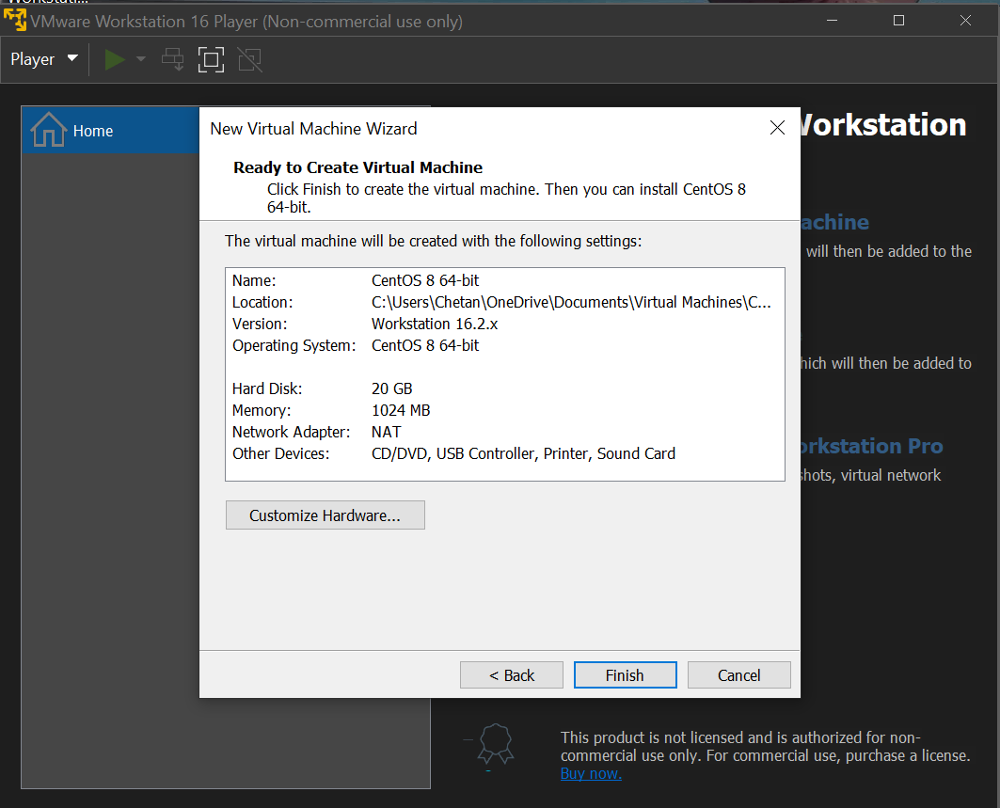 VMware Workstation 16 Player (Non-commercial use only)
Player
Home
Workstation
New Virtual Machine Wizard
Ready to Create Virtual Machine
Click Finish to create the virtual machine. Then you can install CentOS 8
64-bit.
The virtual machine will be created with the following settings:
Name: CentOS 8 64-bit
Location: C:\Users\Chetan\OneDrive\Documents\Virtual Machines\C...
Version: Workstation 16.2.x
Operating System: CentOS 8 64-bit
Hard Disk: 20 GB
Memory: 1024 MB
Network Adapter: NAT
Other Devices: CD/DVD, USB Controller, Printer, Sound Card
Customize Hardware...
< Back
Finish
Cancel
achine
will then be added to the
hich will then be added to
orkstation Pro
shots, virtual network
This product is not licensed and is authorized for non-
commercial use only. For commercial use, purchase a license.
Buy now.